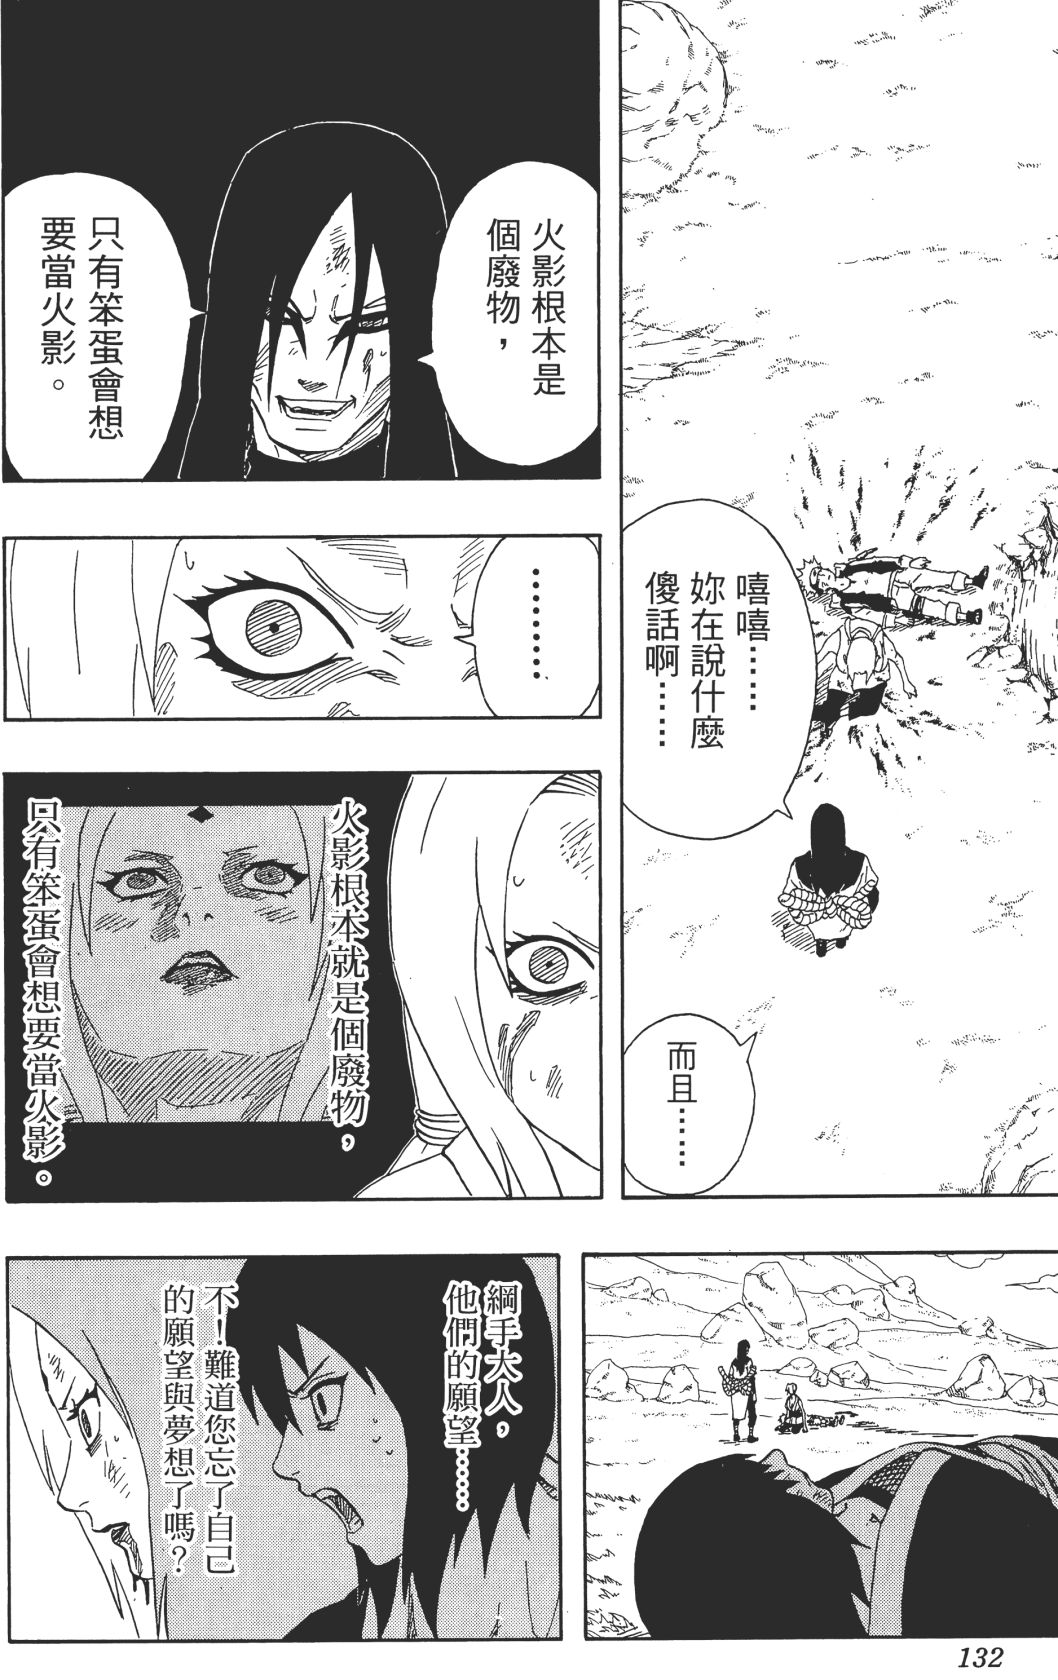 嘻嘻……
妳在說什麼
傻話啊……
而且……
火影根本是
個廢物，
只有笨蛋會想
要當火影。
………
火影根本就是個廢物，
只有笨蛋會想要當火影。
綱手大人，
他們的願望……
不！難道您忘了自己
的願望與夢想了嗎？
132